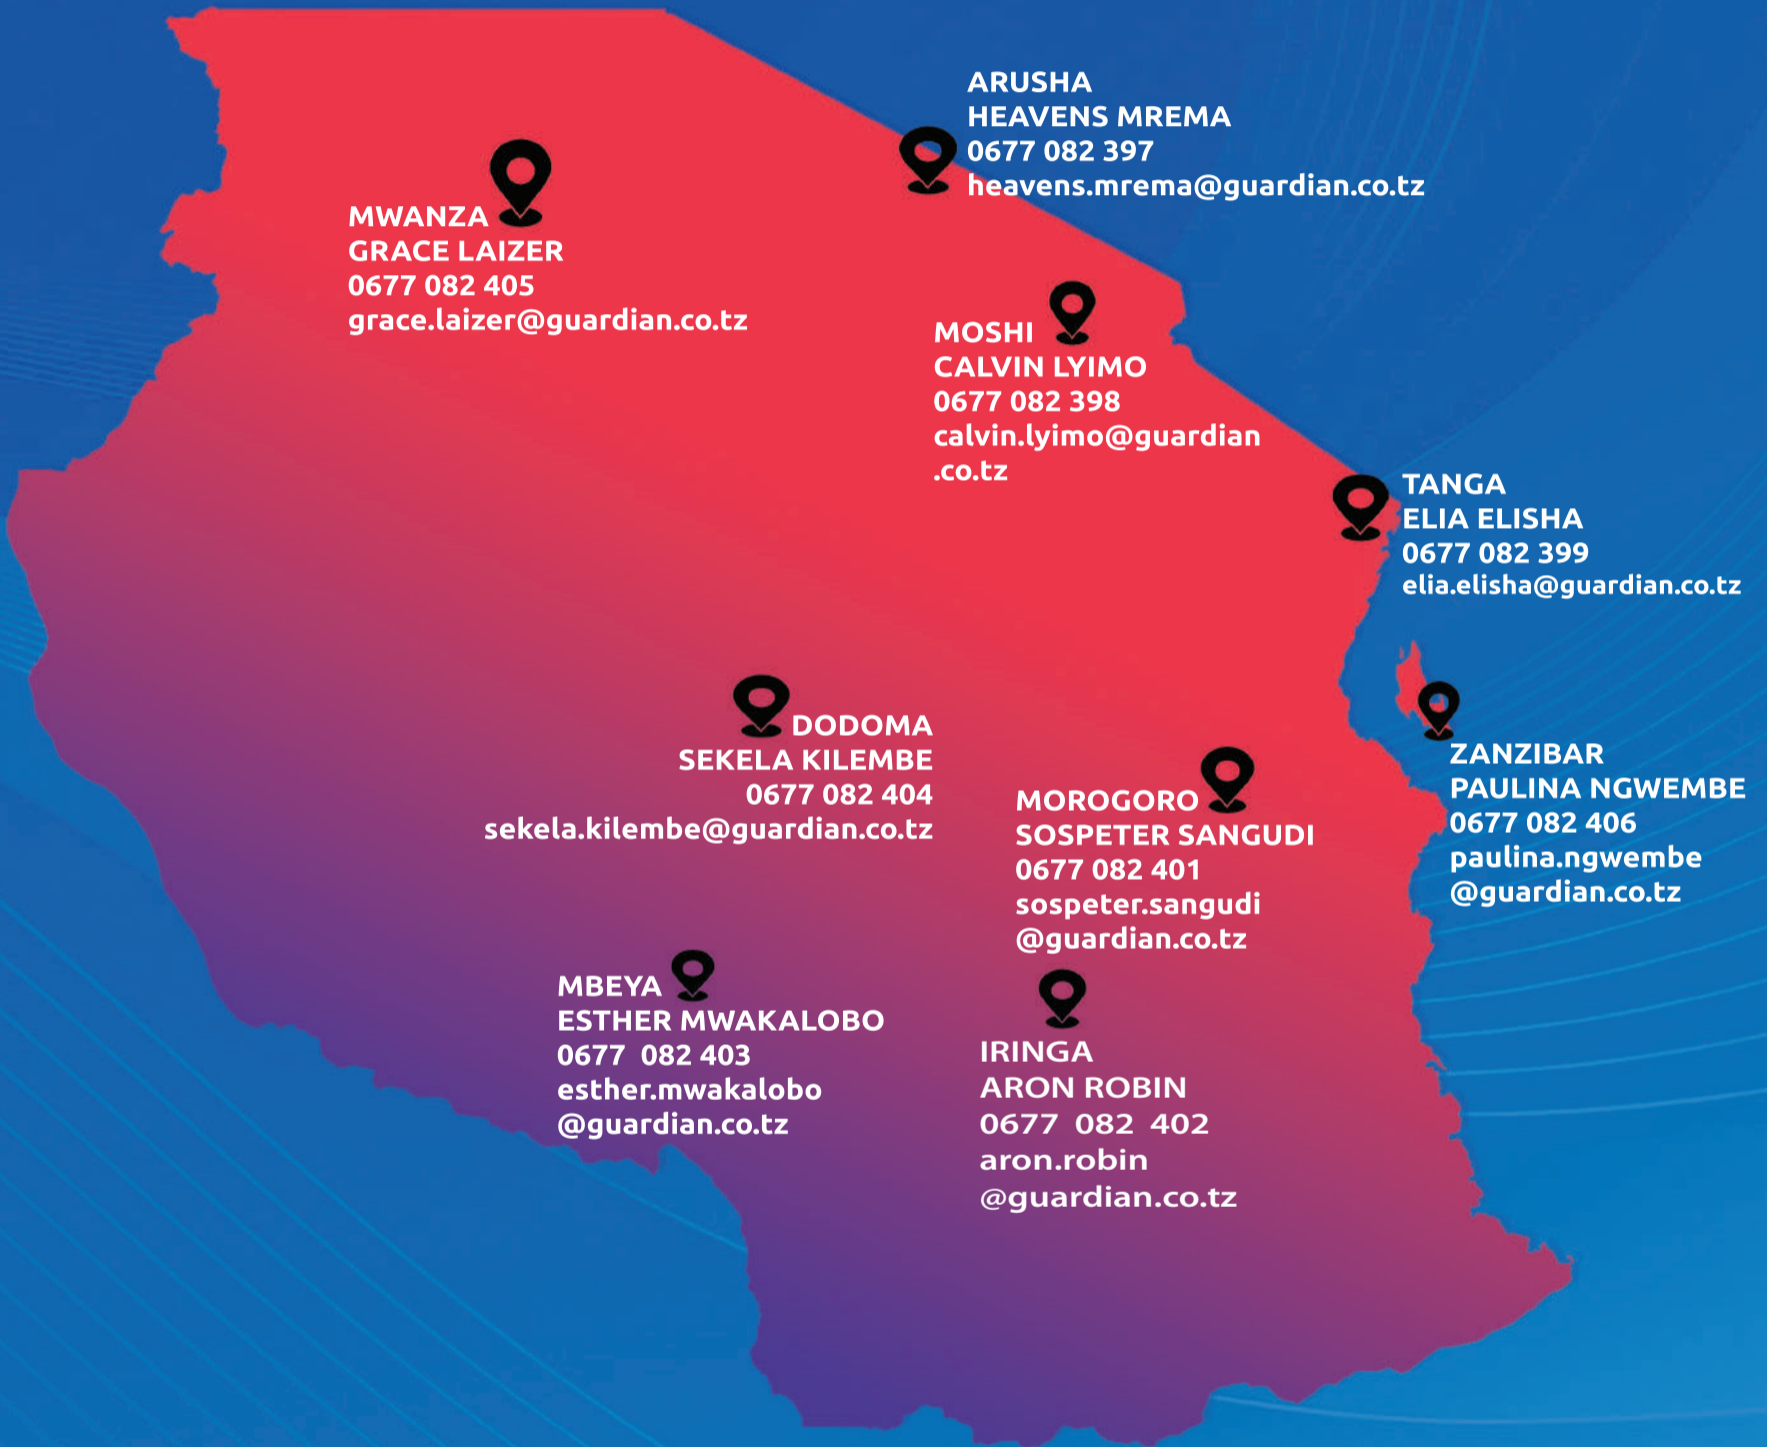 ARUSHA
HEAVENS MREMA
0677 082 397
heavens.mrema@guardian.co.tz
MWANZA
GRACE LAIZER
0677 082 405
grace.laizer@guardian.co.tz
MOSHI
CALVIN LYIMO
0677 082 398
calvin.lyimo@guardian
.co.tz
TANGA
ELIA ELISHA
0677 082 399
elia.elisha@guardian.co.tz
DODOMA
SEKELA KILEMBE
0677 082 404
sekela.kilembe@guardian.co.tz
MOROGORO
SOSPETER SANGUDI
0677 082 401
sospeter.sangudi
@guardian.co.tz
ZANZIBAR
PAULINA NGWEMBE
0677 082 406
paulina.ngwembe
@guardian.co.tz
MBEYA
ESTHER MWAKALOBO
0677 082 403
esther.mwakalobo
@guardian.co.tz
IRINGA
ARON ROBIN
0677 082 402
aron.robin
@guardian.co.tz